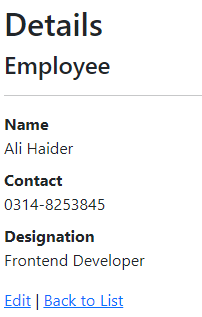 Details
Employee
Name
Ali Haider
Contact
0314-8253845
Designation
Frontend Developer
Edit | Back to List